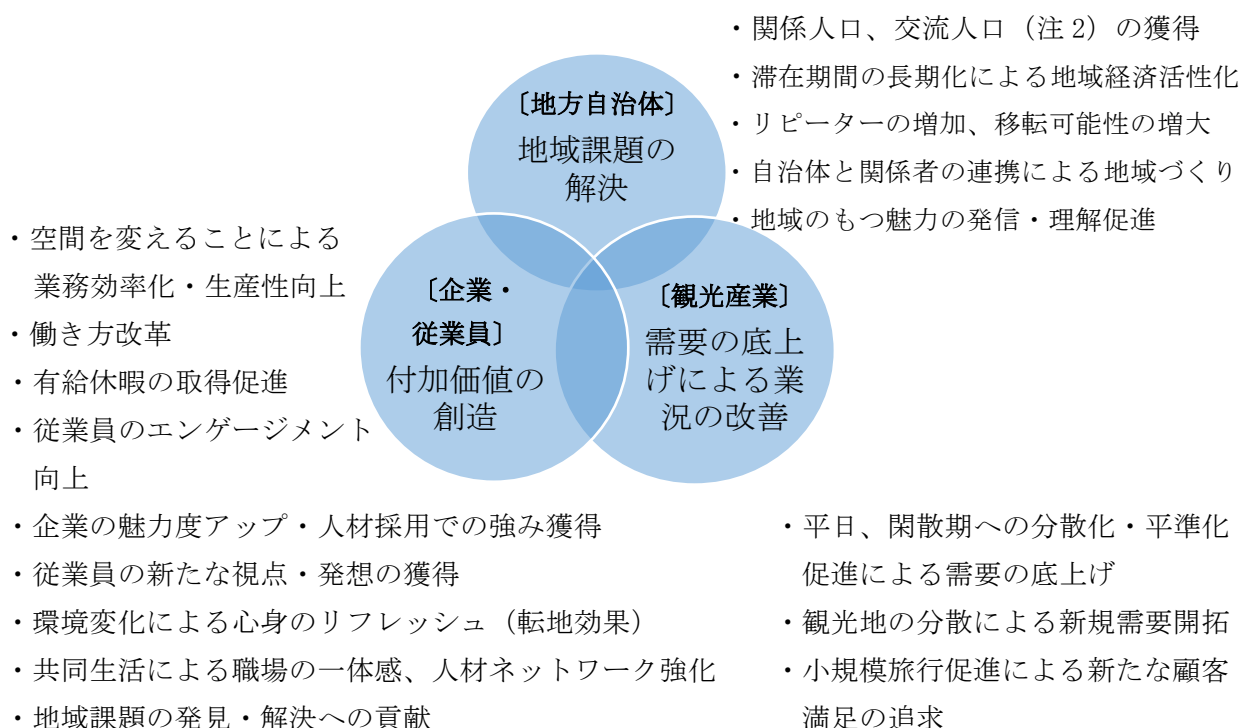 ・関係人口、交流人口（注 2）の獲得
・滞在期間の長期化による地域経済活性化
・リピーターの増加、移転可能性の増大
・自治体と関係者の連携による地域づくり
・地域のもつ魅力の発信・理解促進
〔地方自治体〕
地域課題の
解決
・空間を変えることによる
業務効率化・生産性向上
・働き方改革
・有給休暇の取得促進
・従業員のエンゲージメント
向上
〔企業・
従業員〕
付加価値の
創造
〔観光産業〕
需要の底上
げによる業
況の改善
・企業の魅力度アップ・人材採用での強み獲得
・従業員の新たな視点・発想の獲得
・環境変化による心身のリフレッシュ（転地効果）
・共同生活による職場の一体感、人材ネットワーク強化
・地域課題の発見・解決への貢献
・平日、閑散期への分散化・平準化
促進による需要の底上げ
・観光地の分散による新規需要開拓
・小規模旅行促進による新たな顧客
満足の追求